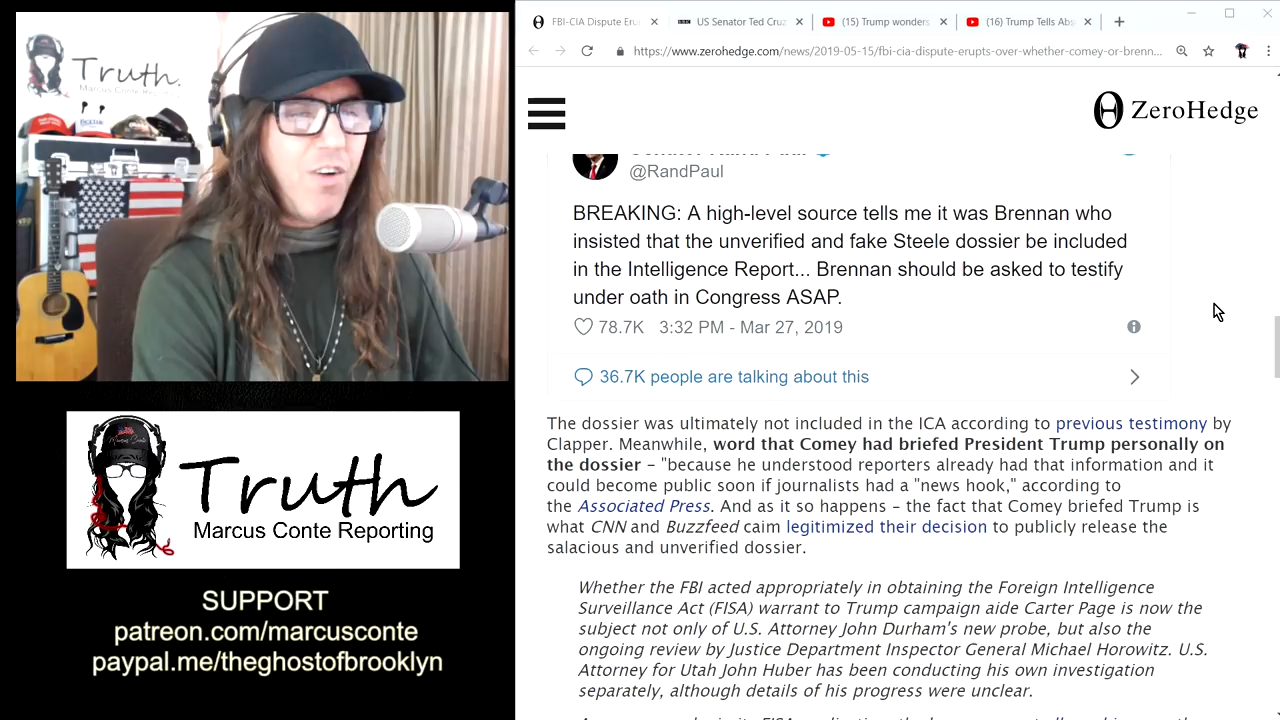 Truth.
Marcus Conte Reporting
Truth
Marcus Conte Reporting
SUPPORT
patreon.com/marcusconte
paypal.me/theghostofbrooklyn
FBI-CIA Dispute Eru
US Senator Ted Cruz
(15) Trump wonders
(16) Trump Tells Abs
https://www.zerohedge.com/news/2019-05-15/fbi-cia-dispute-erupts-over-whether-comey-or-brenn...
ZeroHedge
@RandPaul
BREAKING: A high-level source tells me it was Brennan who
insisted that the unverified and fake Steele dossier be included
in the Intelligence Report... Brennan should be asked to testify
under oath in Congress ASAP.
78.7K 3:32 PM - Mar 27, 2019
36.7K people are talking about this
The dossier was ultimately not included in the ICA according to previous testimony by
Clapper. Meanwhile, word that Comey had briefed President Trump personally on
the dossier – "because he understood reporters already had that information and it
could become public soon if journalists had a "news hook," according to
the Associated Press. And as it so happens – the fact that Comey briefed Trump is
what CNN and Buzzfeed caim legitimized their decision to publicly release the
salacious and unverified dossier.
Whether the FBI acted appropriately in obtaining the Foreign Intelligence
Surveillance Act (FISA) warrant to Trump campaign aide Carter Page is now the
subject not only of U.S. Attorney John Durham's new probe, but also the
ongoing review by Justice Department Inspector General Michael Horowitz. U.S.
Attorney for Utah John Huber has been conducting his own investigation
separately, although details of his progress were unclear.